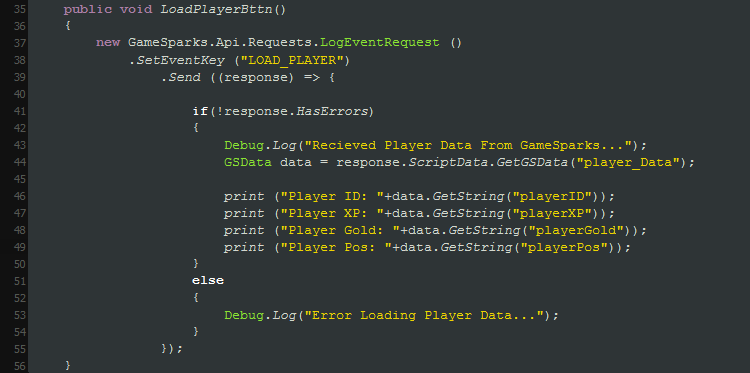 35 public void LoadPlayerBttn()
36 {
37 new GameSparks.Api.Requests.LogEventRequest ()
38 .SetEventKey ("LOAD_PLAYER")
39 .Send ((response) => {
40
41 if(!response.HasErrors)
42 {
43 Debug.Log("Recieved Player Data From GameSparks...");
44 GSData data = response.ScriptData.GetGSData("player_Data");
45
46 print ("Player ID: "+data.GetString("playerID"));
47 print ("Player XP: "+data.GetString("playerXP"));
48 print ("Player Gold: "+data.GetString("playerGold"));
49 print ("Player Pos: "+data.GetString("playerPos"));
50 }
51 else
52 {
53 Debug.Log("Error Loading Player Data...");
54 }
55 });
56 }